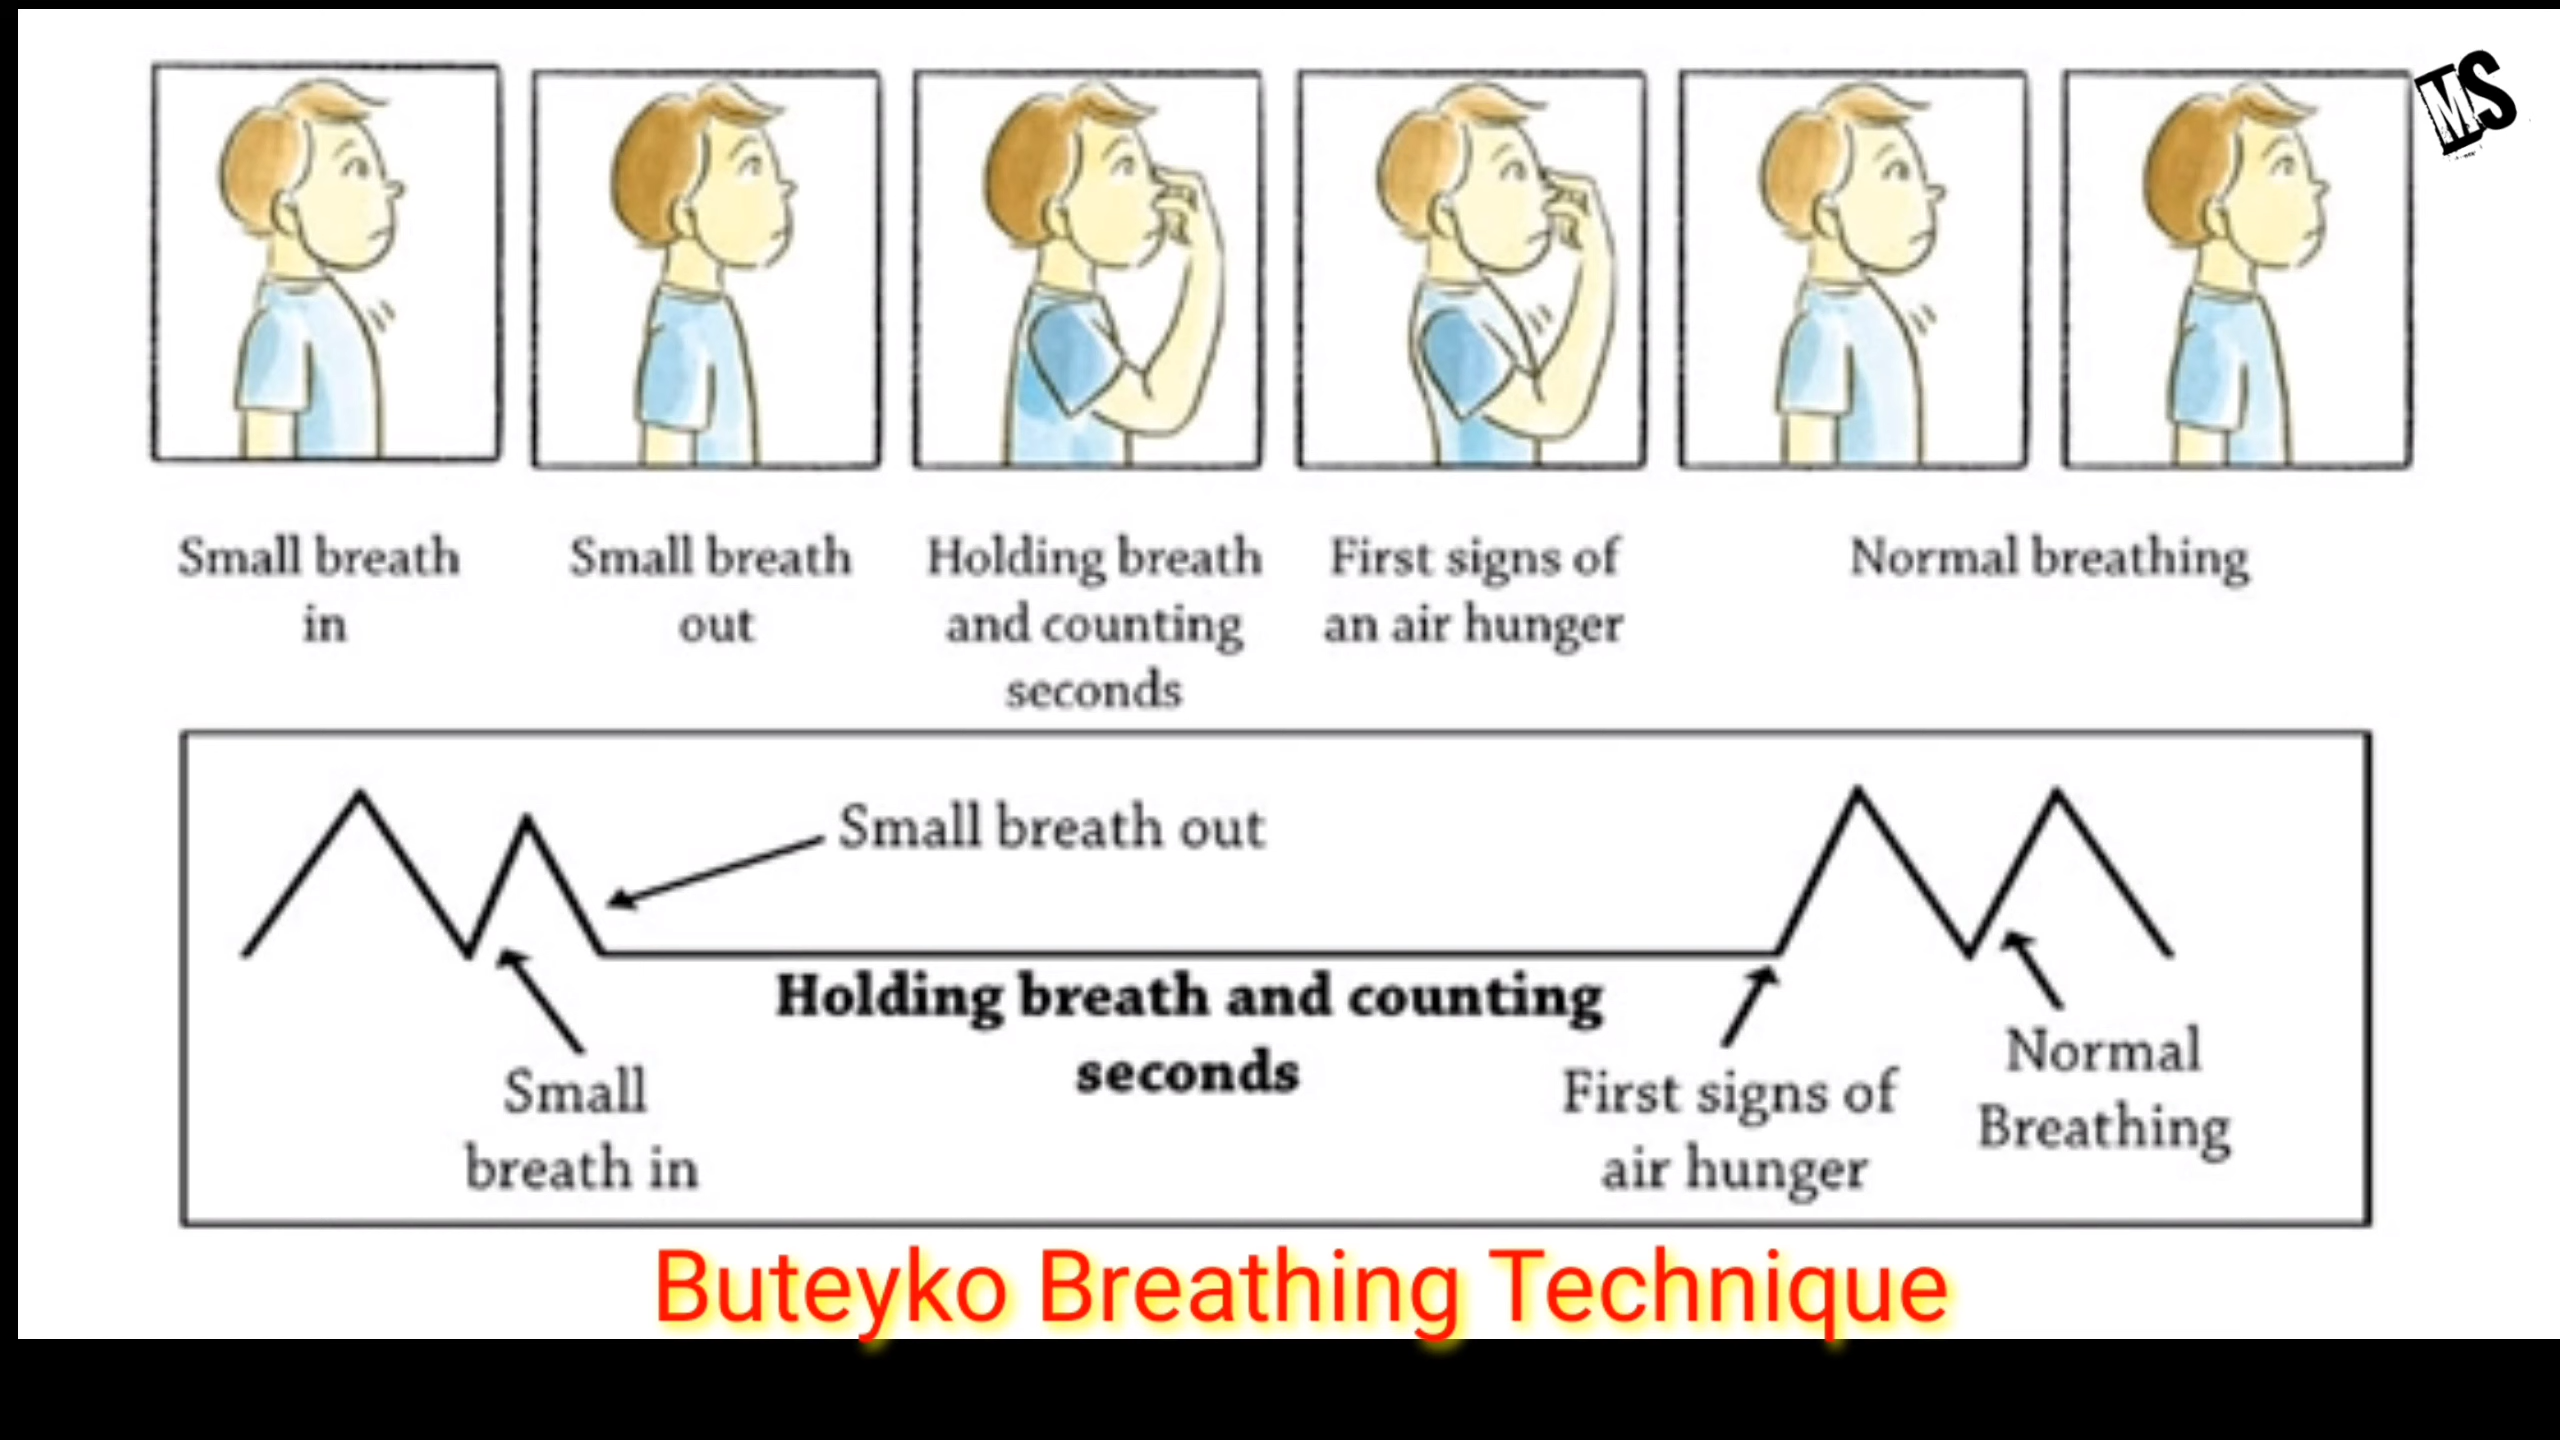 MS
Small breath
in
Small breath
out
Holding breath
and counting
seconds
First signs of
an air hunger
Normal breathing
Small breath out
Small
breath in
Holding breath and counting
seconds
First signs of
air hunger
Normal
Breathing
Buteyko Breathing Technique